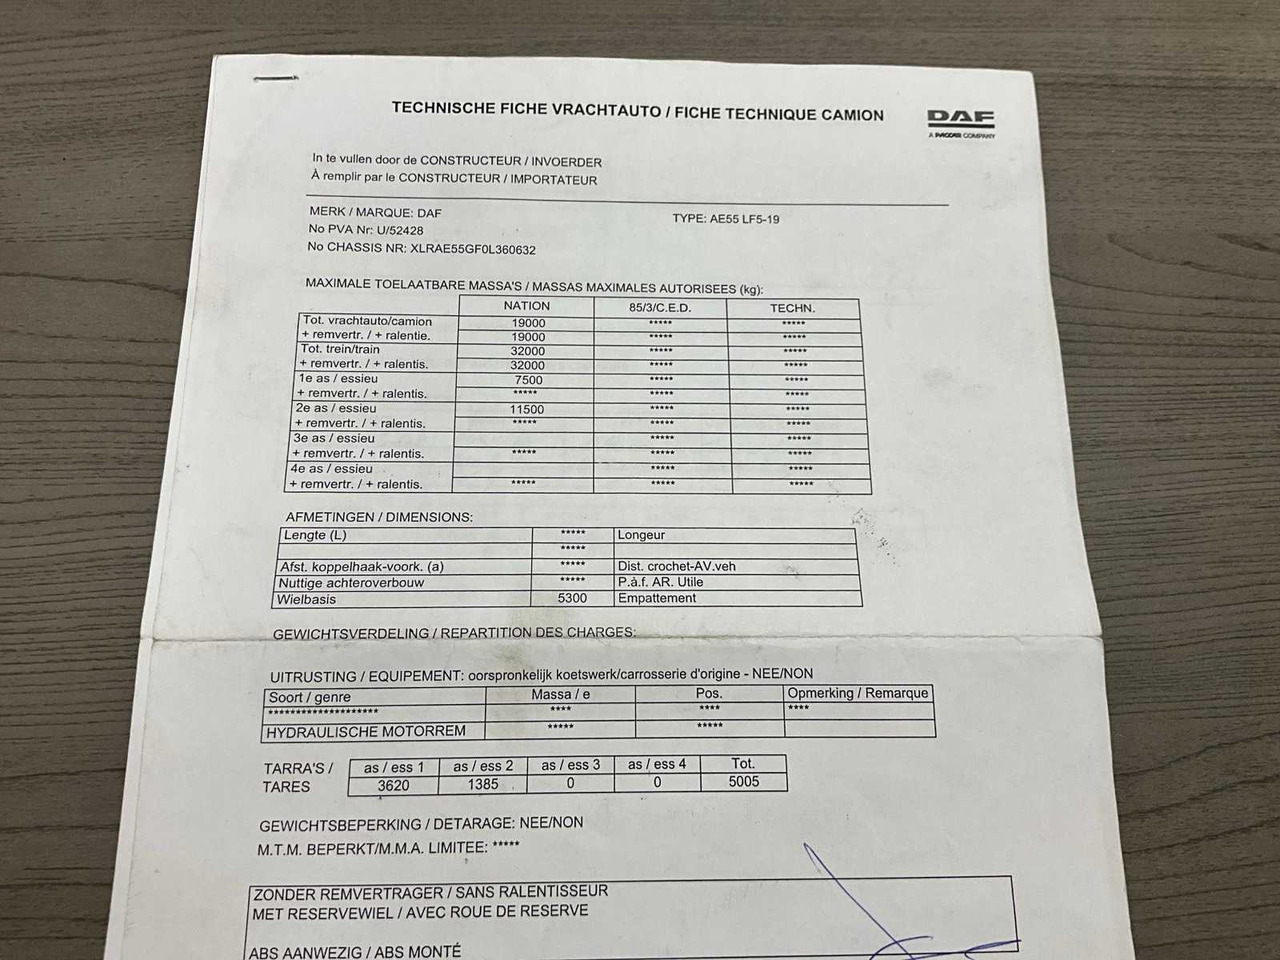 TECHNISCHE FICHE VRACHTAUTO / FICHE TECHNIQUE CAMION
DAF
A PACCAR COMPANY
In te vullen door de CONSTRUCTEUR / INVOERDER
À remplir par le CONSTRUCTEUR / IMPORTATEUR
MERK / MARQUE: DAF TYPE: AE55 LF5-19
No PVA Nr: U/52428
No CHASSIS NR: XLRAE55GF0L360632
MAXIMALE TOELAATBARE MASSA'S / MASSAS MAXIMALES AUTORISEES (kg):
NATION 85/3/C.E.D. TECHN.
Tot. vrachtauto/camion 19000 ***** *****
+ remvertr. / + ralentie. 19000 ***** *****
Tot. trein/train 32000 ***** *****
+ remvertr. / + ralentis. 32000 ***** *****
1e as / essieu 7500 ***** *****
+ remvertr. / + ralentis. ***** ***** *****
2e as / essieu 11500 ***** *****
+ remvertr. / + ralentis. ***** ***** *****
3e as / essieu ***** *****
+ remvertr. / + ralentis. ***** ***** *****
4e as / essieu ***** *****
+ remvertr. / + ralentis. ***** ***** *****
AFMETINGEN / DIMENSIONS:
Lengte (L) ***** Longeur
*****
Afst. koppelhaak-voork. (a) ***** Dist. crochet-AV.veh
Nuttige achteroverbouw ***** P.à.f. AR. Utile
Wielbasis 5300 Empattement
GEWICHTSVERDELING / REPARTITION DES CHARGES:
UITRUSTING / EQUIPEMENT: oorspronkelijk koetswerk/carrosserie d'origine - NEE/NON
Soort / genre Massa / e Pos. Opmerking / Remarque
******************** **** **** ****
HYDRAULISCHE MOTORREM ***** *****
TARRA'S / as / ess 1 as / ess 2 as / ess 3 as / ess 4 Tot.
TARES 3620 1385 0 0 5005
GEWICHTSBEPERKING / DETARAGE: NEE/NON
M.T.M. BEPERKT/M.M.A. LIMITEE: *****
ZONDER REMVERTRAGER / SANS RALENTISSEUR
MET RESERVEWIEL / AVEC ROUE DE RESERVE
ABS AANWEZIG / ABS MONTÉ